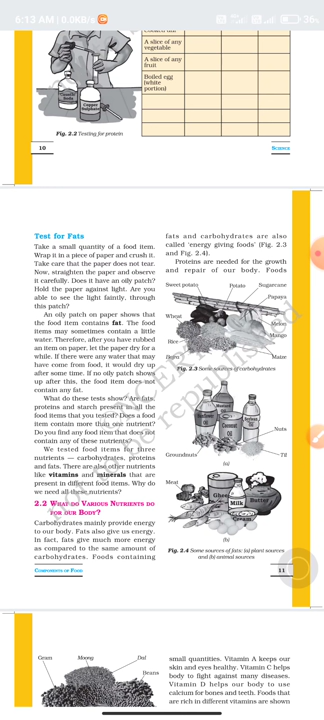 6:13 AM | 0.0KB/s
36%
Cooked dal
A slice of any
vegetable
A slice of any
fruit
Boiled egg
(white
portion)
Copper
Sulphate
Fig. 2.2 Testing for protein
10
SCIENCE
Test for Fats
Take a small quantity of a food item.
Wrap it in a piece of paper and crush it.
Take care that the paper does not tear.
Now, straighten the paper and observe
it carefully. Does it have an oily patch?
Hold the paper against light. Are you
able to see the light faintly, through
this patch?
An oily patch on paper shows that
the food item contains fat. The food
items may sometimes contain a little
water. Therefore, after you have rubbed
an item on paper, let the paper dry for a
while. If there were any water that may
have come from food, it would dry up
after some time. If no oily patch shows
up after this, the food item does not
contain any fat.
What do these tests show? Are fats,
proteins and starch present in all the
food items that you tested? Does a food
item contain more than one nutrient?
Do you find any food item that does not
contain any of these nutrients?
We tested food items for three
nutrients — carbohydrates, proteins
and fats. There are also other nutrients
like vitamins and minerals that are
present in different food items. Why do
we need all these nutrients?
2.2 WHAT DO VARIOUS NUTRIENTS DO
FOR OUR BODY?
Carbohydrates mainly provide energy
to our body. Fats also give us energy.
In fact, fats give much more energy
as compared to the same amount of
carbohydrates. Foods containing
COMPONENTS OF FOOD
fats and carbohydrates are also
called 'energy giving foods' (Fig. 2.3
and Fig. 2.4).
Proteins are needed for the growth
and repair of our body. Foods
Sweet potato
Potato
Sugarcane
Papaya
Wheat
Melon
Mango
Rice
Maize
Fig. 2.3 Some sources of carbohydrates
Nuts
Groundnuts
Til
(a)
Meat
Ghee
Milk
Butter
Cream
(b)
Fig. 2.4 Some sources of fats: (a) plant sources
and (b) animal sources
11
Gram
Moong
Dal
Beans
small quantities. Vitamin A keeps our
skin and eyes healthy. Vitamin C helps
body to fight against many diseases.
Vitamin D helps our body to use
calcium for bones and teeth. Foods that
are rich in different vitamins are shown